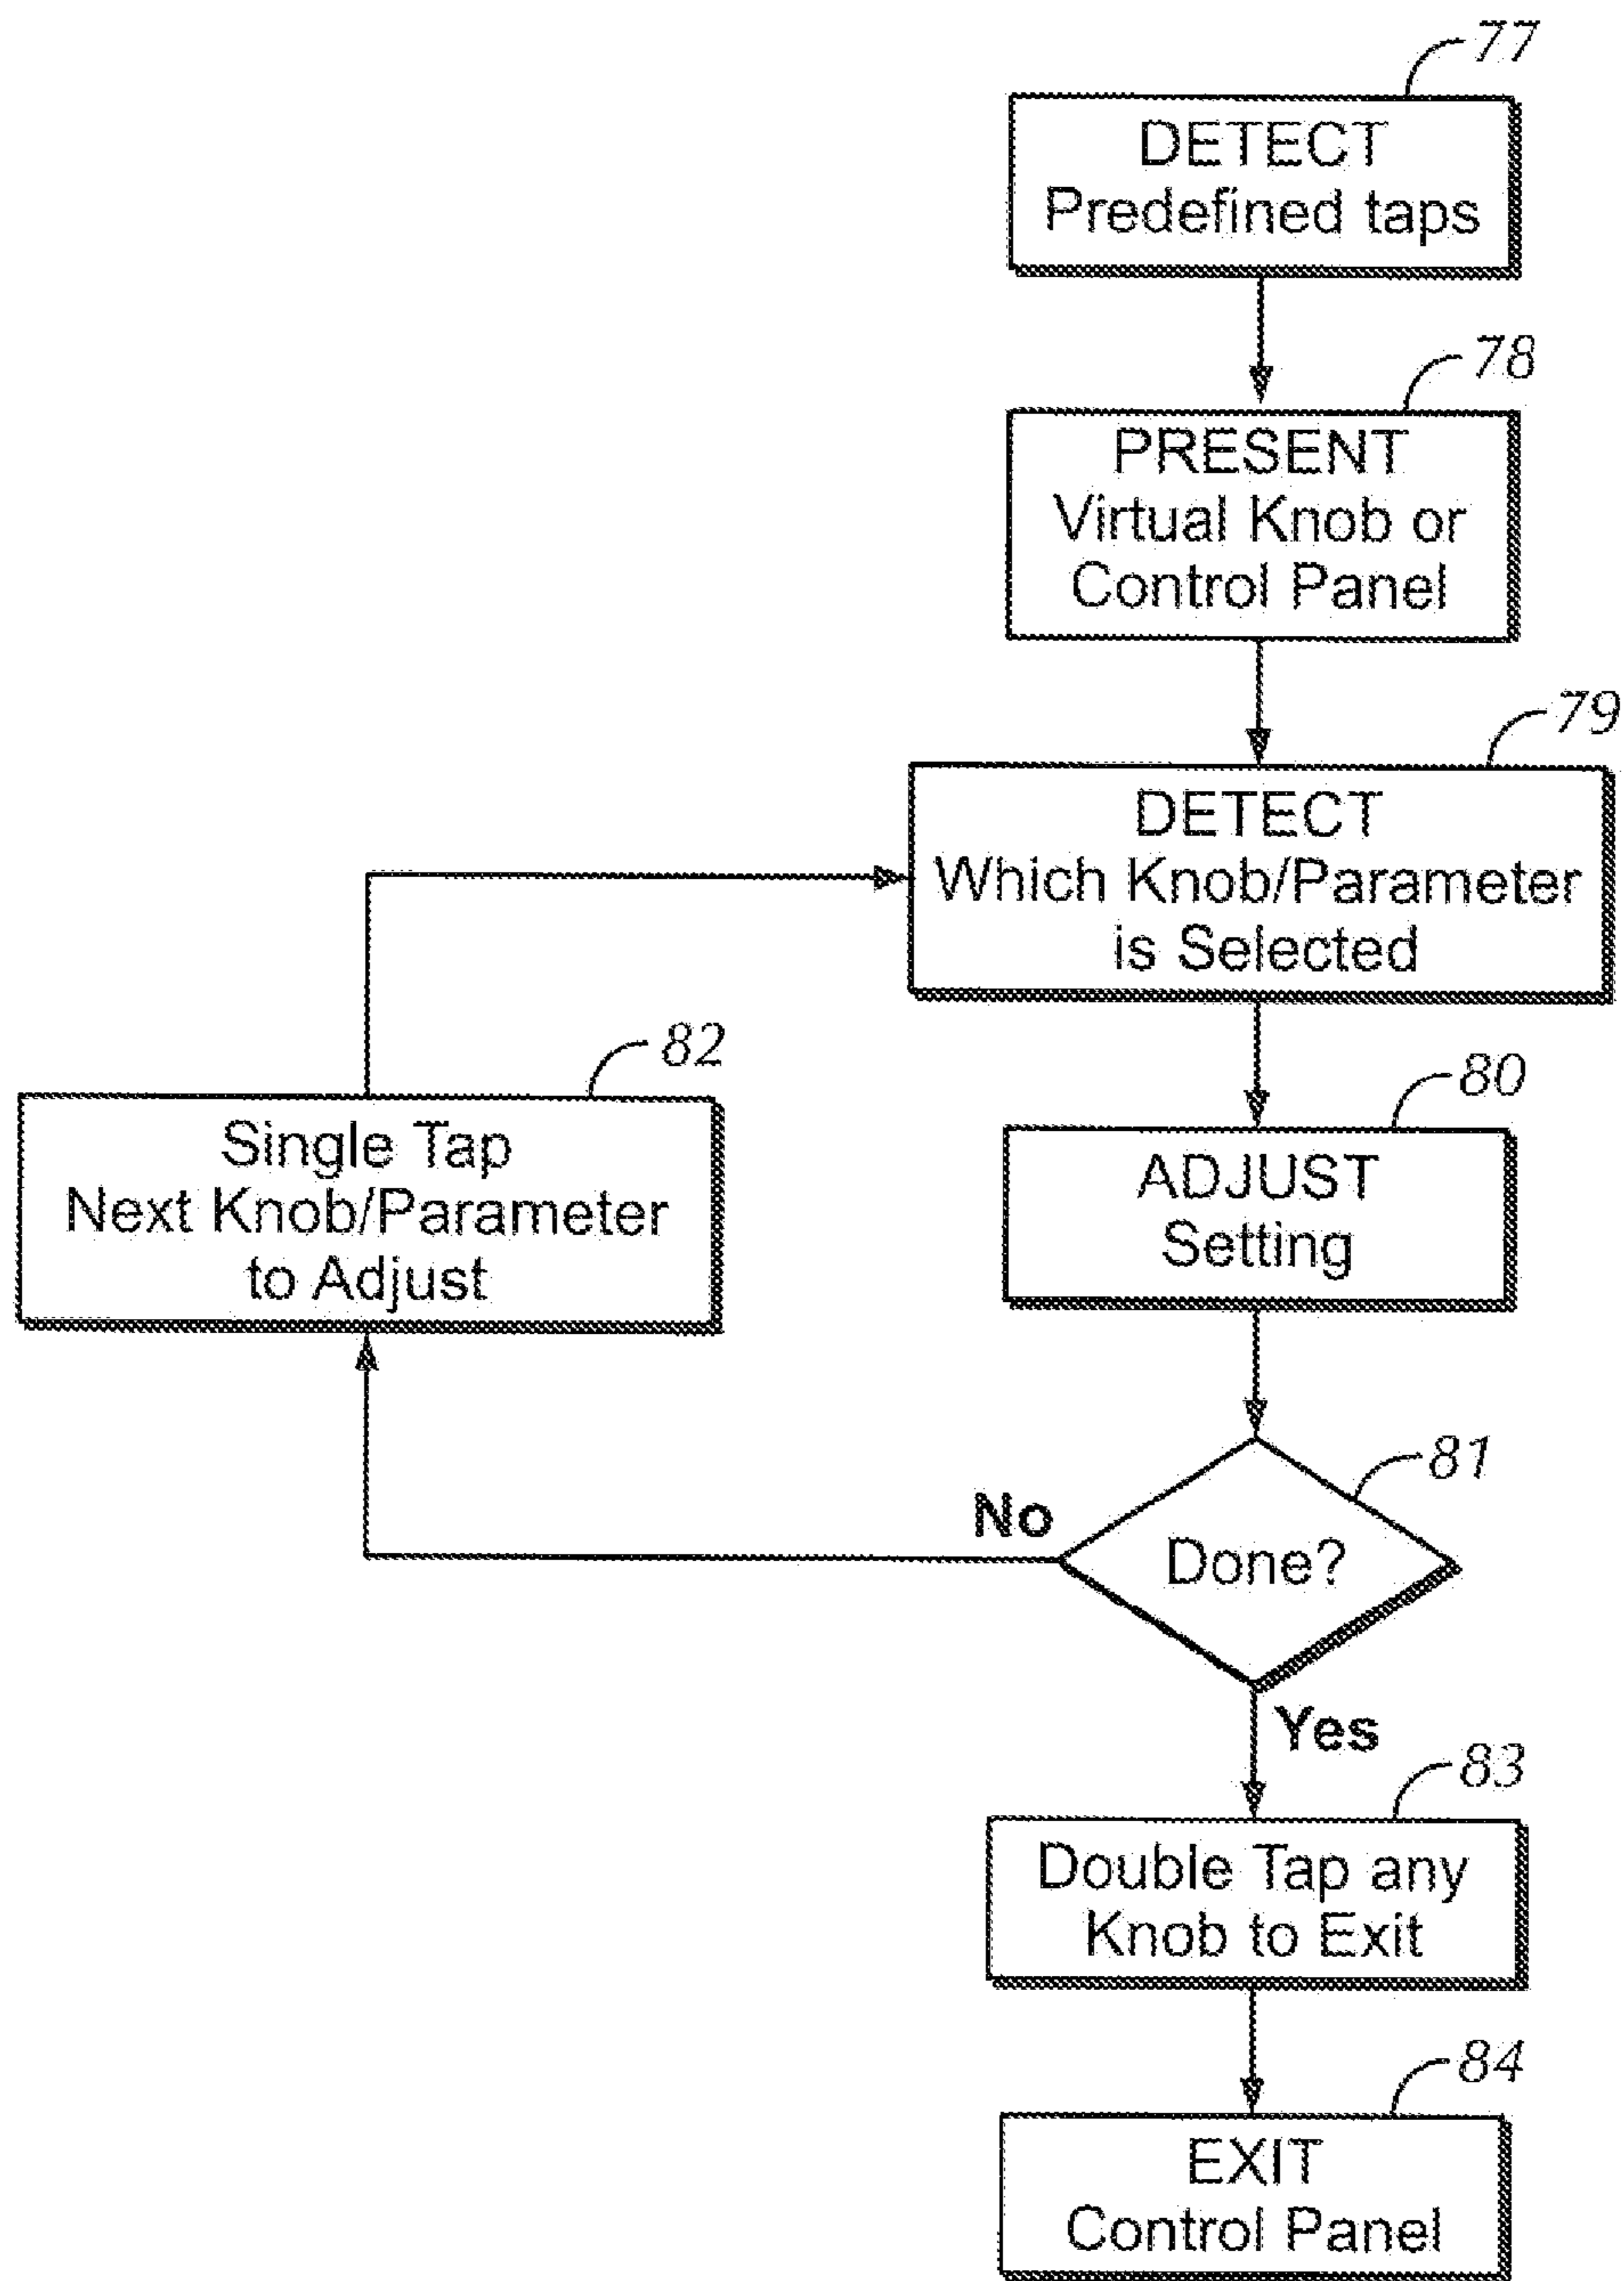 77
DETECT
Predefined taps
78
PRESENT
Virtual Knob or
Control Panel
79
DETECT
Which Knob/Parameter
is Selected
82
Single Tap
Next Knob/Parameter
to Adjust
80
ADJUST
Setting
81
No
Done?
Yes
83
Double Tap any
Knob to Exit
84
EXIT
Control Panel